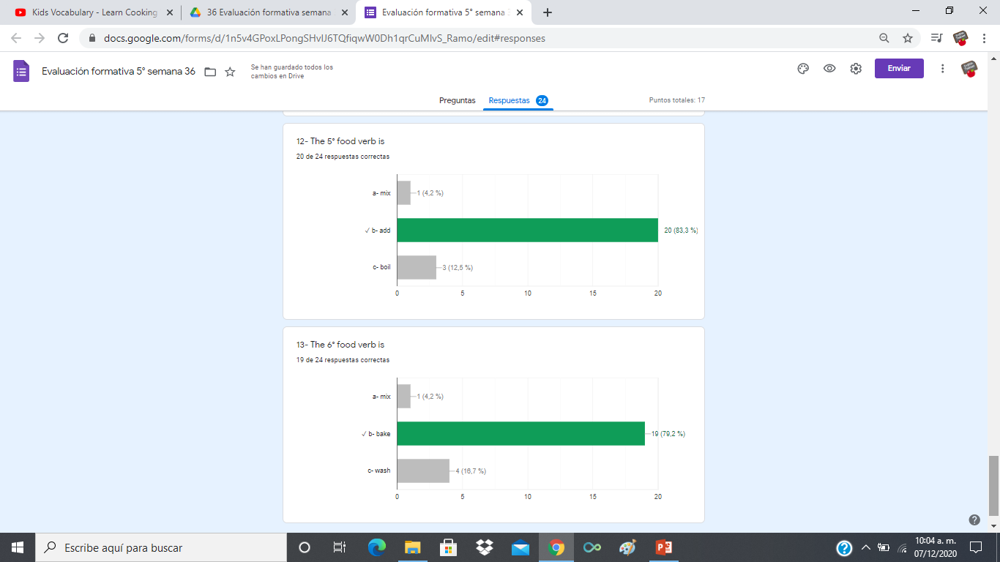 Kids Vocabulary - Learn Cooking
36 Evaluación formativa semana
Evaluación formativa 5° semana
docs.google.com/forms/d/1n5v4GPoxLPongSHvIJ6TQfiqwW0Dh1qrCuMlvS_Ramo/edit#responses
Evaluación formativa 5° semana 36
Se han guardado todos los
cambios en Drive
Enviar
Preguntas
Respuestas 24
Puntos totales: 17
12- The 5° food verb is
20 de 24 respuestas correctas
a- mix
1 (4,2 %)
✓ b- add
20 (83,3 %)
c- boil
3 (12,5 %)
0 5 10 15 20
13- The 6° food verb is
19 de 24 respuestas correctas
a- mix
1 (4,2 %)
✓ b- bake
19 (79,2 %)
c- wash
4 (16,7 %)
0 5 10 15 20
Escribe aquí para buscar
10:04 a. m.
07/12/2020